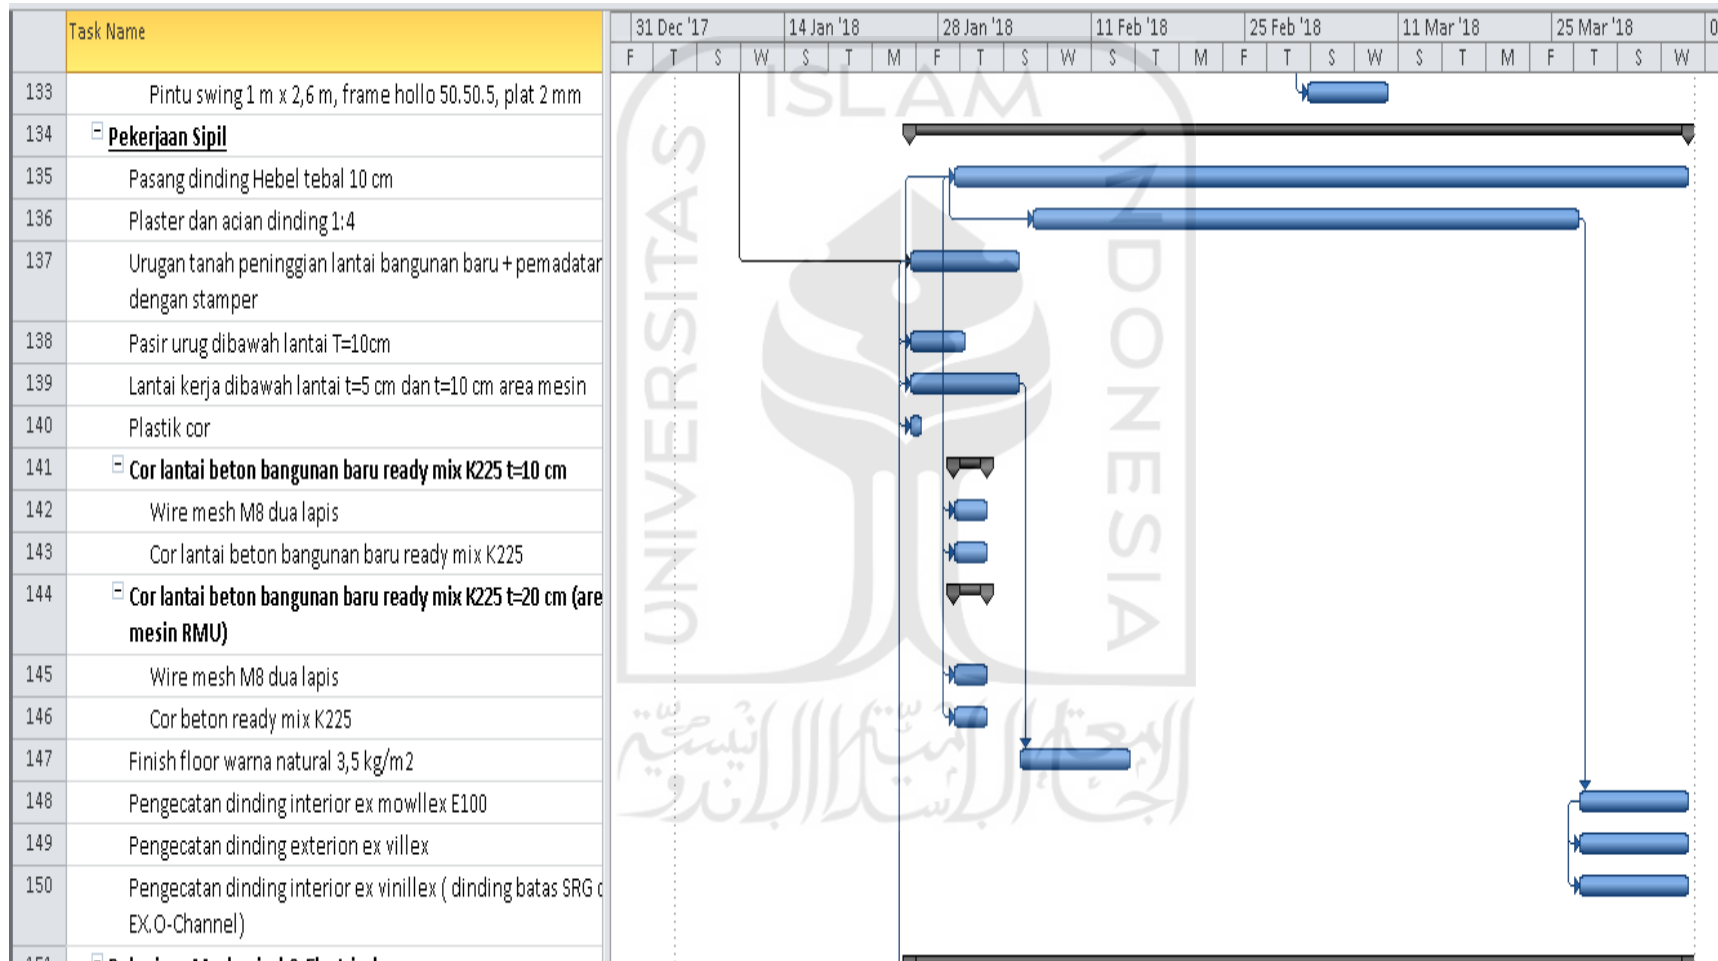 Task Name
31 Dec '17 14 Jan '18 28 Jan '18 11 Feb '18 25 Feb '18 11 Mar '18 25 Mar '18 0
F T S W S T M F T S W S T M F T S W S T M F T S W
133 Pintu swing 1 m x 2,6 m, frame hollo 50.50.5, plat 2 mm
134 Pekerjaan Sipil
135 Pasang dinding Hebel tebal 10 cm
136 Plaster dan acian dinding 1:4
137 Urugan tanah peninggian lantai bangunan baru + pemadatan
dengan stamper
138 Pasir urug dibawah lantai T=10cm
139 Lantai kerja dibawah lantai t=5 cm dan t=10 cm area mesin
140 Plastik cor
141 Cor lantai beton bangunan baru ready mix K225 t=10 cm
142 Wire mesh M8 dua lapis
143 Cor lantai beton bangunan baru ready mix K225
144 Cor lantai beton bangunan baru ready mix K225 t=20 cm (are
mesin RMU)
145 Wire mesh M8 dua lapis
146 Cor beton ready mix K225
147 Finish floor warna natural 3,5 kg/m2
148 Pengecatan dinding interior ex mowllex E100
149 Pengecatan dinding exterion ex villex
150 Pengecatan dinding interior ex vinillex ( dinding batas SRG
EX.O-Channel)
UNIVERSITAS
ISLAM
INDONESIA